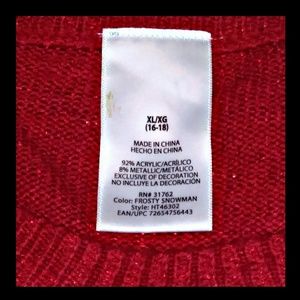 XL/XG
(16-18)
MADE IN CHINA
HECHO EN CHINA
92% ACRYLIC/ACRÍLICO
8% METALLIC/METÁLICO
EXCLUSIVE OF DECORATION
NO INCLUYE LA DECORACIÓN
RN# 31762
Color: FROSTY SNOWMAN
Style: HT46302
EAN/UPC 72654756443